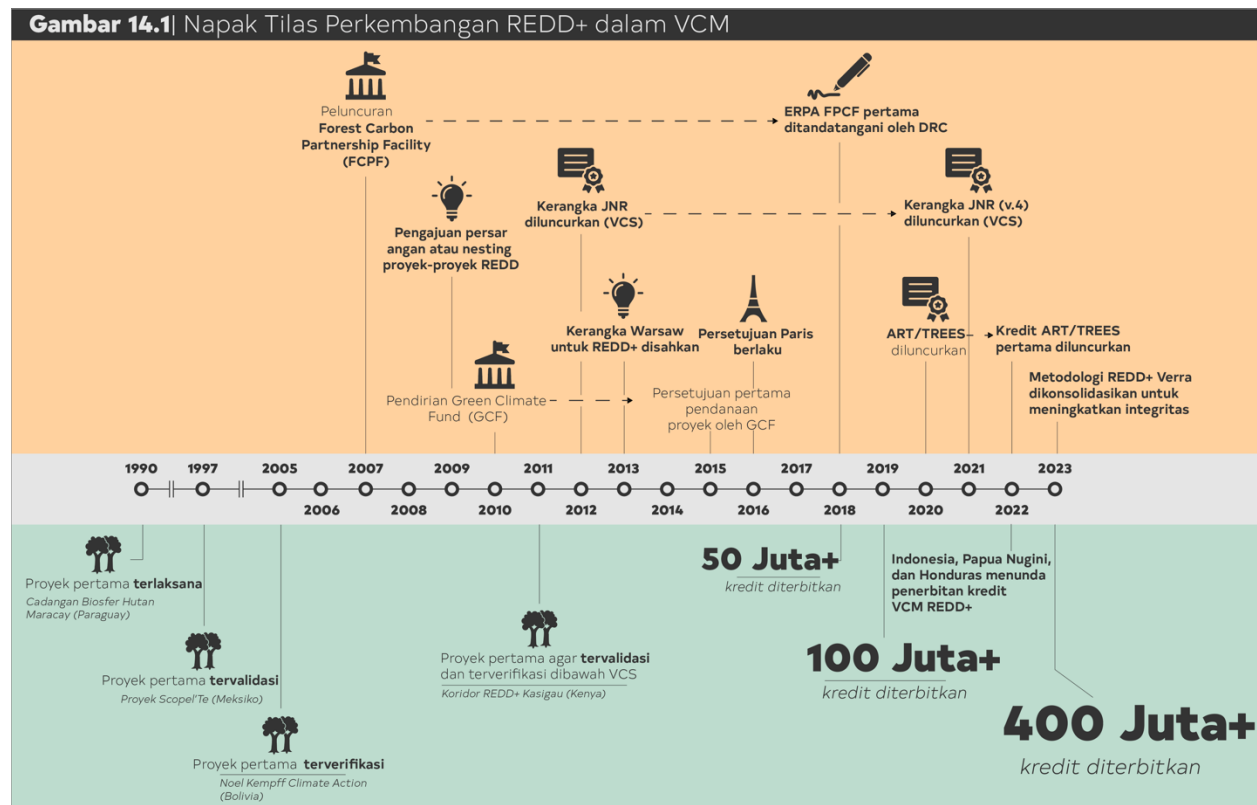 Gambar 14.1| Napak Tilas Perkembangan REDD+ dalam VCM
Peluncuran
Forest Carbon
Partnership Facility
(FCPF)
ERPA FPCF pertama
ditandatangani oleh DRC
Pengajuan persar
angan atau nesting
proyek-proyek REDD
Kerangka JNR
diluncurkan (VCS)
Kerangka JNR (v.4)
diluncurkan (VCS)
Pendirian Green Climate
Fund (GCF)
Kerangka Warsaw
untuk REDD+ disahkan
Persetujuan Paris
berlaku
Persetujuan pertama
pendanaan
proyek oleh GCF
ART/TREES
diluncurkan
Kredit ART/TREES
pertama diluncurkan
Metodologi REDD+ Verra
dikonsolidasikan untuk
meningkatkan integritas
1990 1997 2005 2007 2009 2011 2013 2015 2017 2019 2021 2023
2006 2008 2010 2012 2014 2016 2018 2020 2022
Proyek pertama terlaksana
Cadangan Biosfer Hutan
Maracay (Paraguay)
Proyek pertama tervalidasi
Proyek Scopel'Te (Meksiko)
Proyek pertama terverifikasi
Noel Kempff Climate Action
(Bolivia)
Proyek pertama agar tervalidasi
dan terverifikasi dibawah VCS
Koridor REDD+ Kasigau (Kenya)
50 Juta+
kredit diterbitkan
100 Juta+
kredit diterbitkan
Indonesia, Papua Nugini,
dan Honduras menunda
penerbitan kredit
VCM REDD+
400 Juta+
kredit diterbitkan